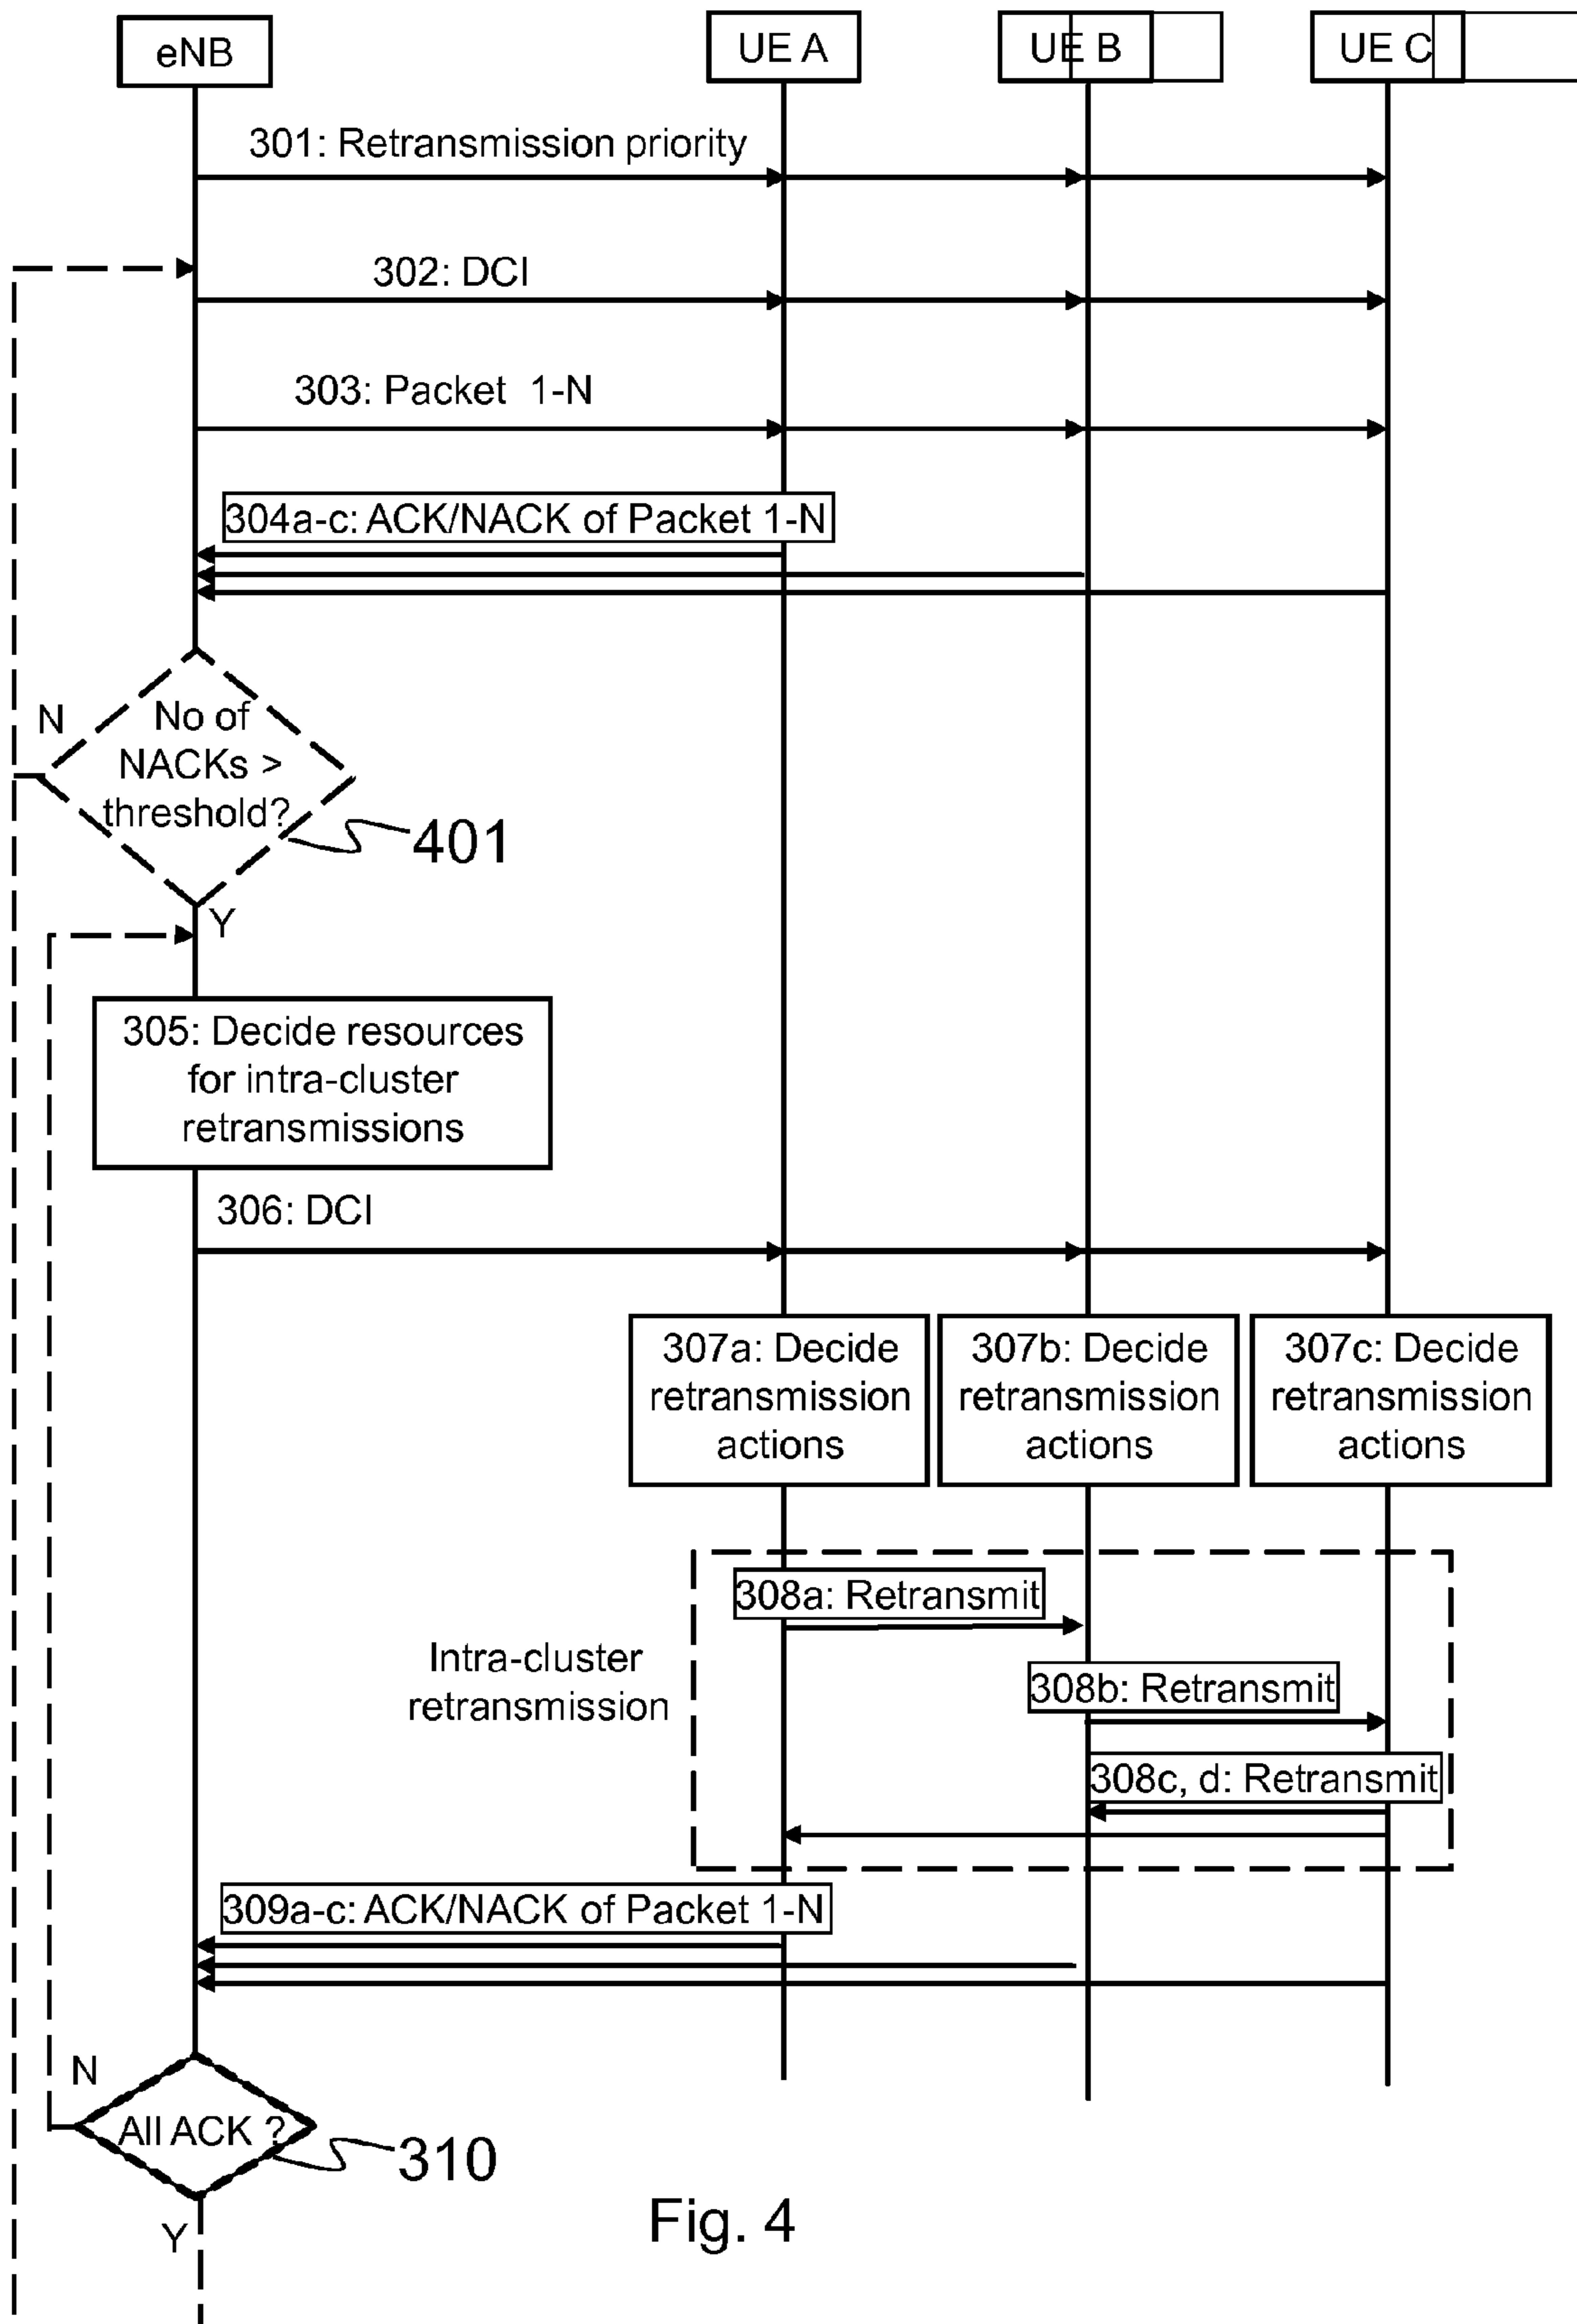 eNB
UE A
UE B
UE C
301: Retransmission priority
302: DCI
303: Packet 1-N
304a-c: ACK/NACK of Packet 1-N
N
No of
NACKs >
threshold?
401
Y
305: Decide resources
for intra-cluster
retransmissions
306: DCI
307a: Decide
retransmission
actions
307b: Decide
retransmission
actions
307c: Decide
retransmission
actions
308a: Retransmit
Intra-cluster
retransmission
308b: Retransmit
308c, d: Retransmit
309a-c: ACK/NACK of Packet 1-N
N
All ACK ?
310
Y
Fig. 4